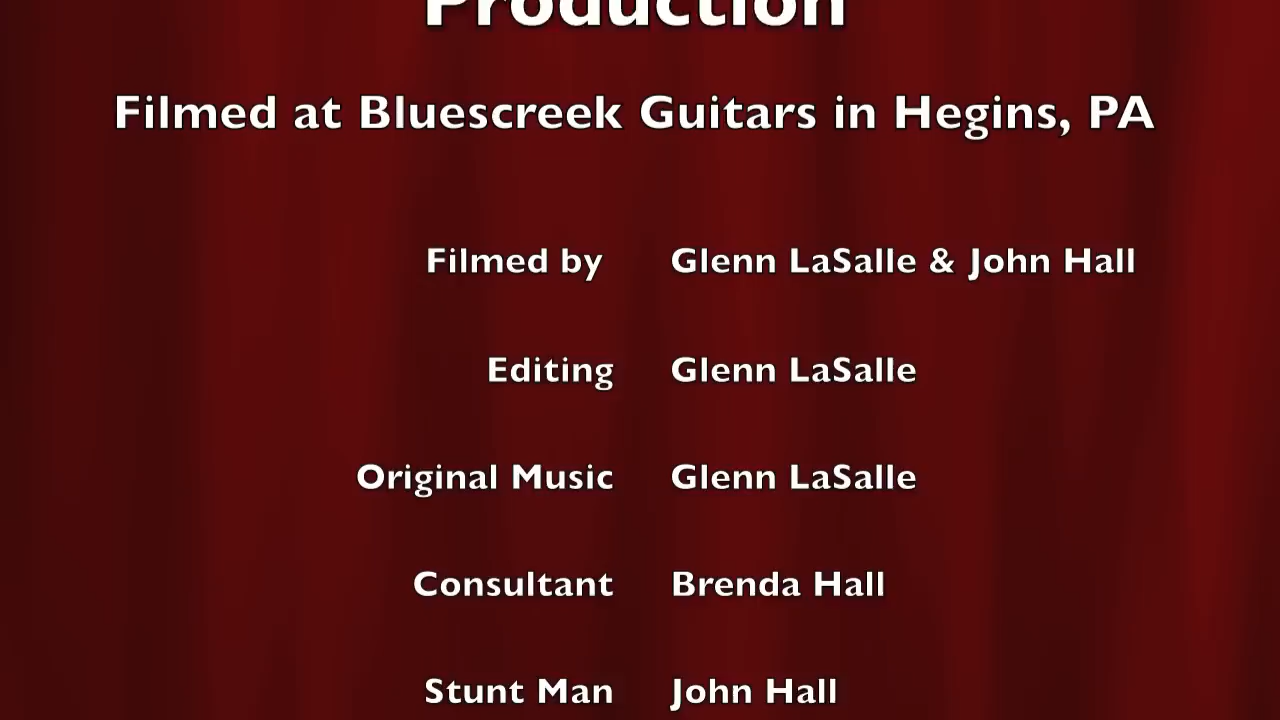 Production
Filmed at Bluescreek Guitars in Hegins, PA
Filmed by Glenn LaSalle & John Hall
Editing Glenn LaSalle
Original Music Glenn LaSalle
Consultant Brenda Hall
Stunt Man John Hall